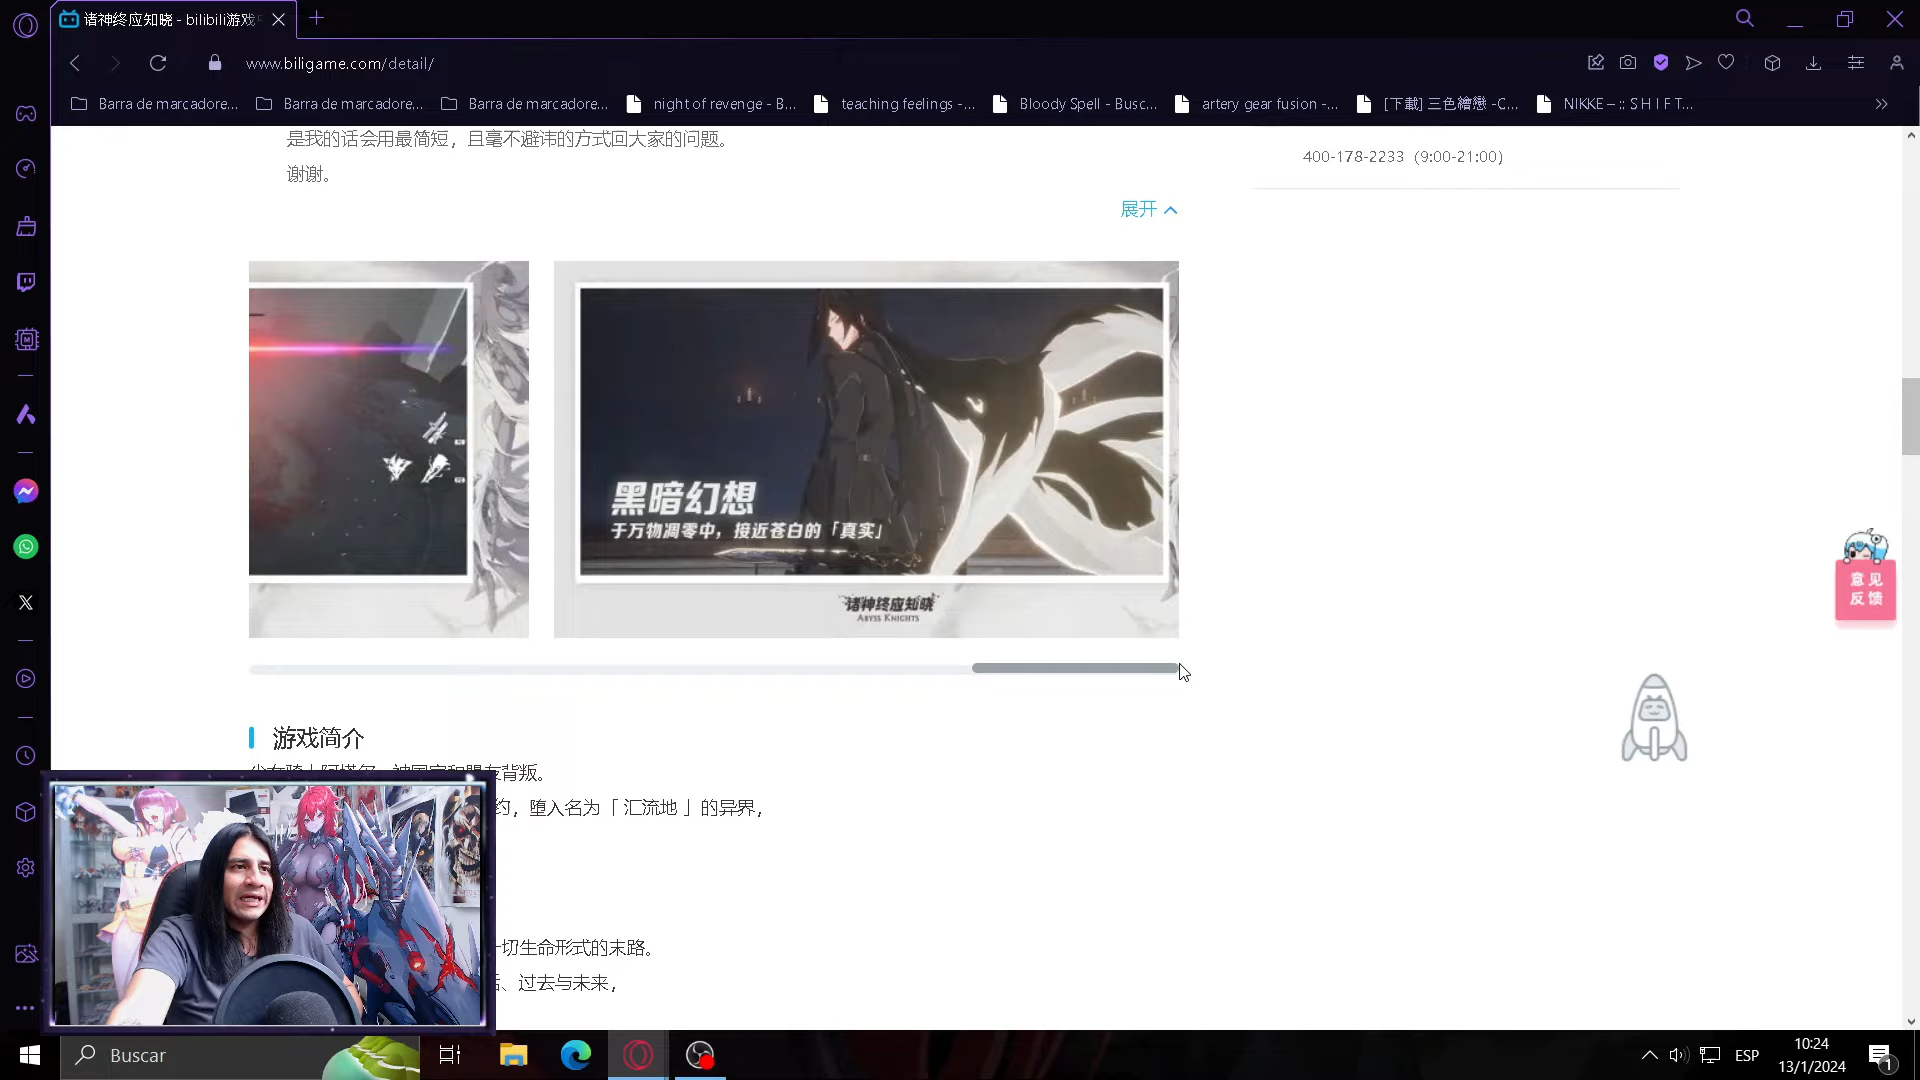 诸神终应知晓 - bilibili游戏
www.biligame.com/detail/
Barra de marcadore...
Barra de marcadore...
Barra de marcadore...
night of revenge - B...
teaching feelings -...
Bloody Spell - Busc...
artery gear fusion -...
[下載] 三色繪戀 -C...
NIKKE – :: S H I F T...
是我的话会用最简短，且毫不避讳的方式回大家的问题。
谢谢。
400-178-2233（9:00-21:00）
展开
黑暗幻想
于万物凋零中，接近苍白的「真实」
诸神终应知晓
ABYSS KNIGHTS
意见
反馈
游戏简介
背叛。
约，堕入名为「 汇流地 」的异界，
一切生命形式的末路。
、过去与未来，
Buscar
ESP
10:24
13/1/2024
1